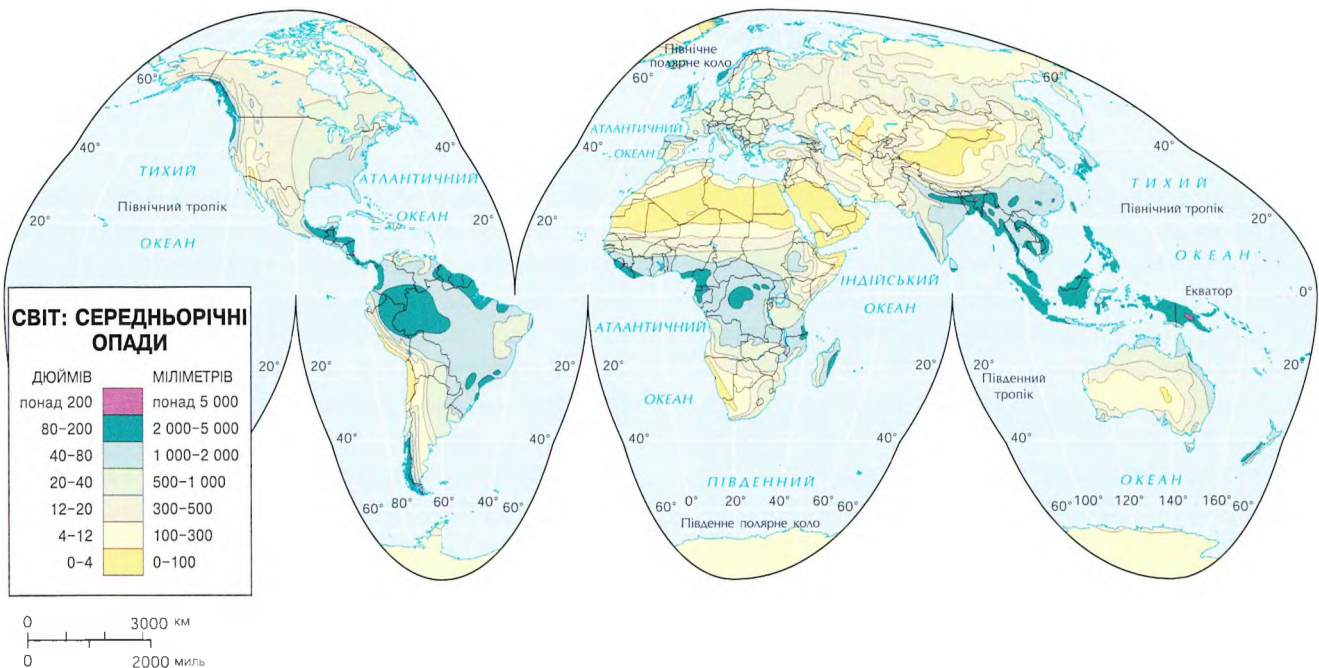 Північне
полярне коло
60°
60°
60°
АТЛАНТИЧНИЙ
ОКЕАН
40°
40°
40°
40°
ТИХИЙ
ОКЕАН
Північний тропік
АТЛАНТИЧНИЙ
ОКЕАН
20°
20°
20°
ТИХИЙ
Північний тропік
20°
ОКЕАН
Екватор
0°
ІНДІЙСЬКИЙ
ОКЕАН
АТЛАНТИЧНИЙ
ОКЕАН
20°
20°
20°
20°
20°
Південний
тропік
40°
40°
40°
40°
40°
ПІВДЕННИЙ
ОКЕАН
60° 80° 60° 40° 60°
60° 0° 20° 40° 60° 60°
60° 100° 120° 140° 160° 60°
Південне полярне коло
СВІТ: СЕРЕДНЬОРІЧНІ
ОПАДИ
ДЮЙМІВ МІЛІМЕТРІВ
понад 200 понад 5 000
80–200 2 000–5 000
40–80 1 000–2 000
20–40 500–1 000
12–20 300–500
4–12 100–300
0–4 0–100
0 3000 км
0 2000 миль